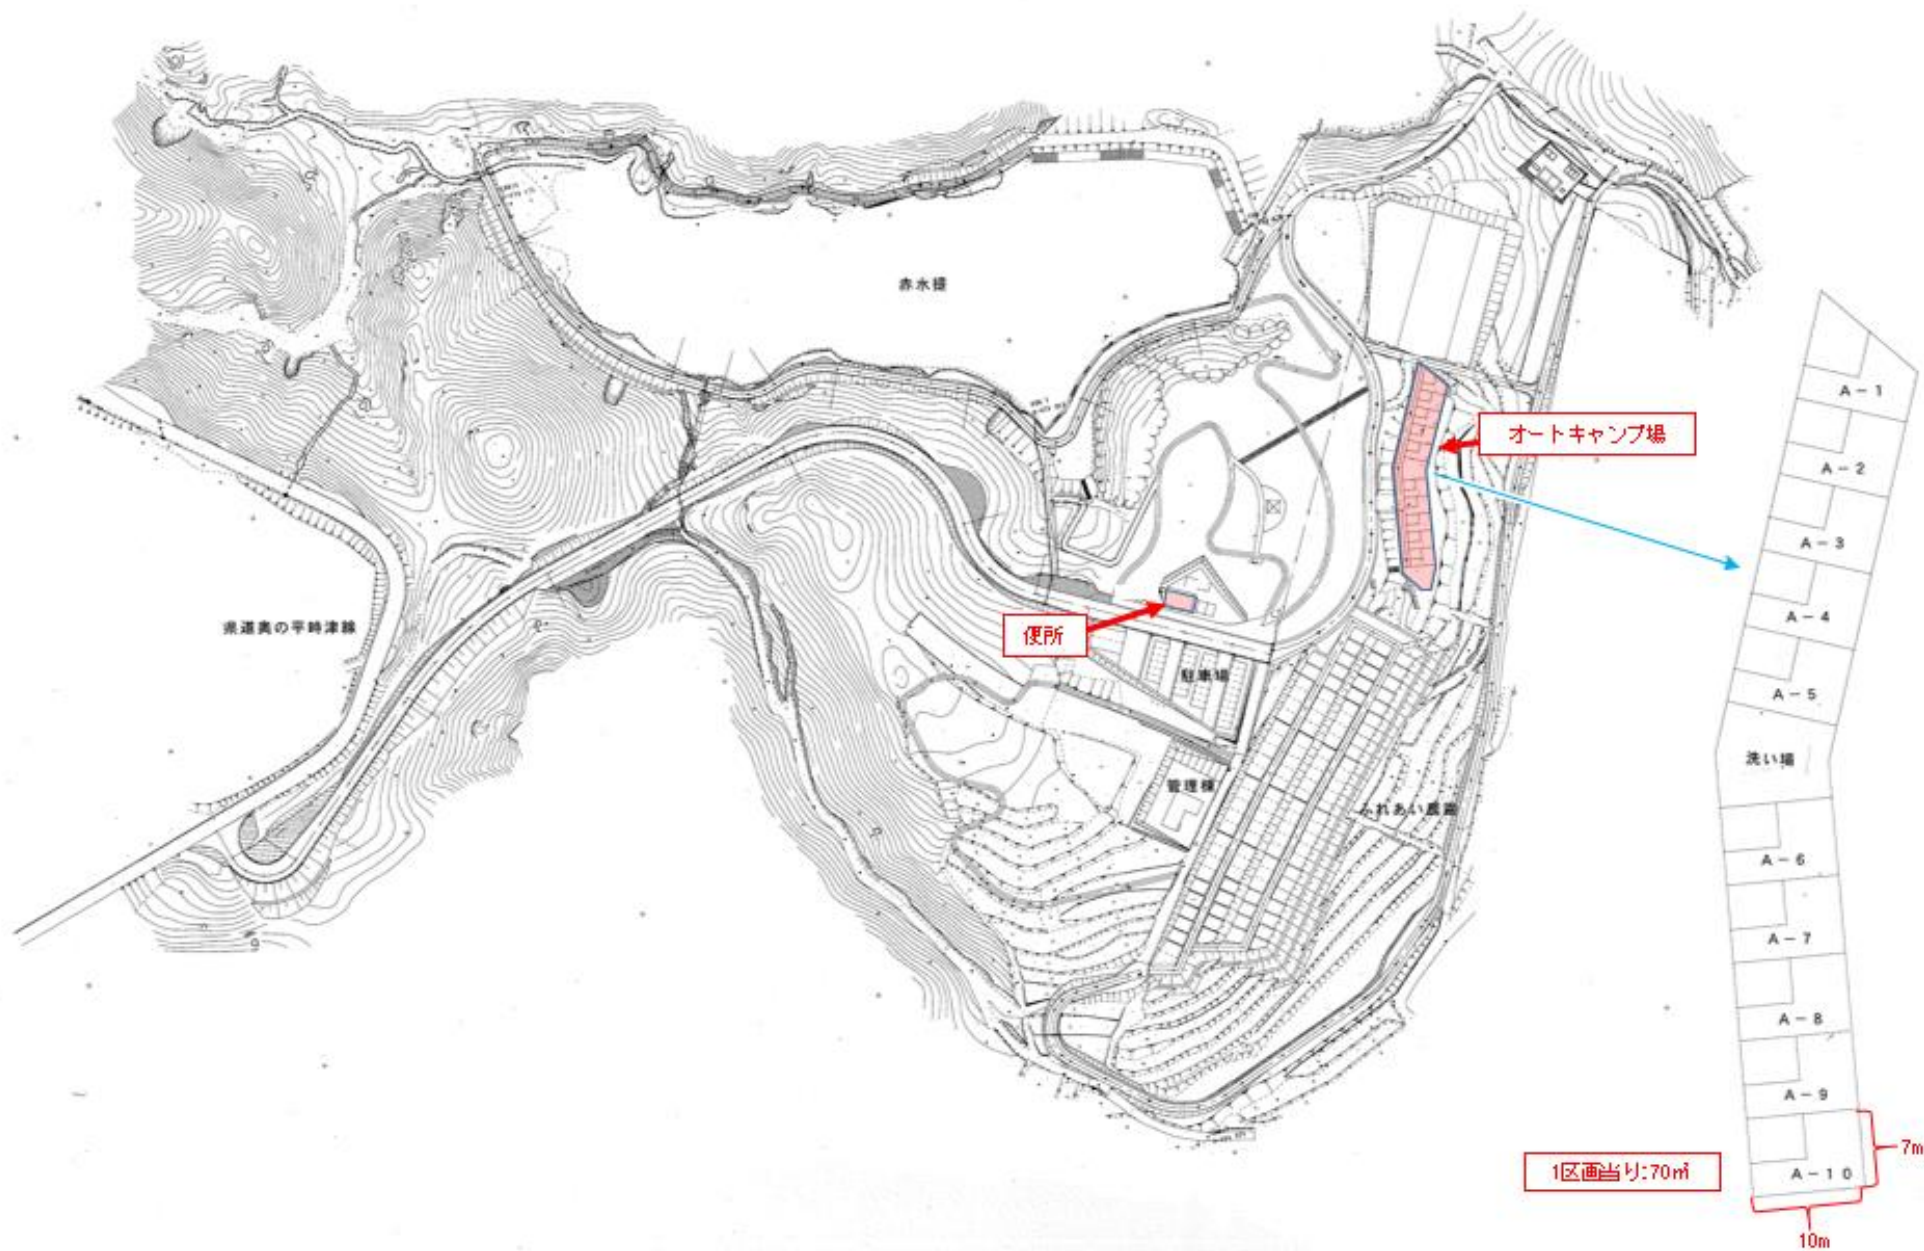 赤水堤
オートキャンプ場
県道奥の平時津線
便所
駐車場
管理棟
ふれあい農園
A-1
A-2
A-3
A-4
A-5
洗い場
A-6
A-7
A-8
A-9
A-10
7m
1区画当り:70㎡
10m